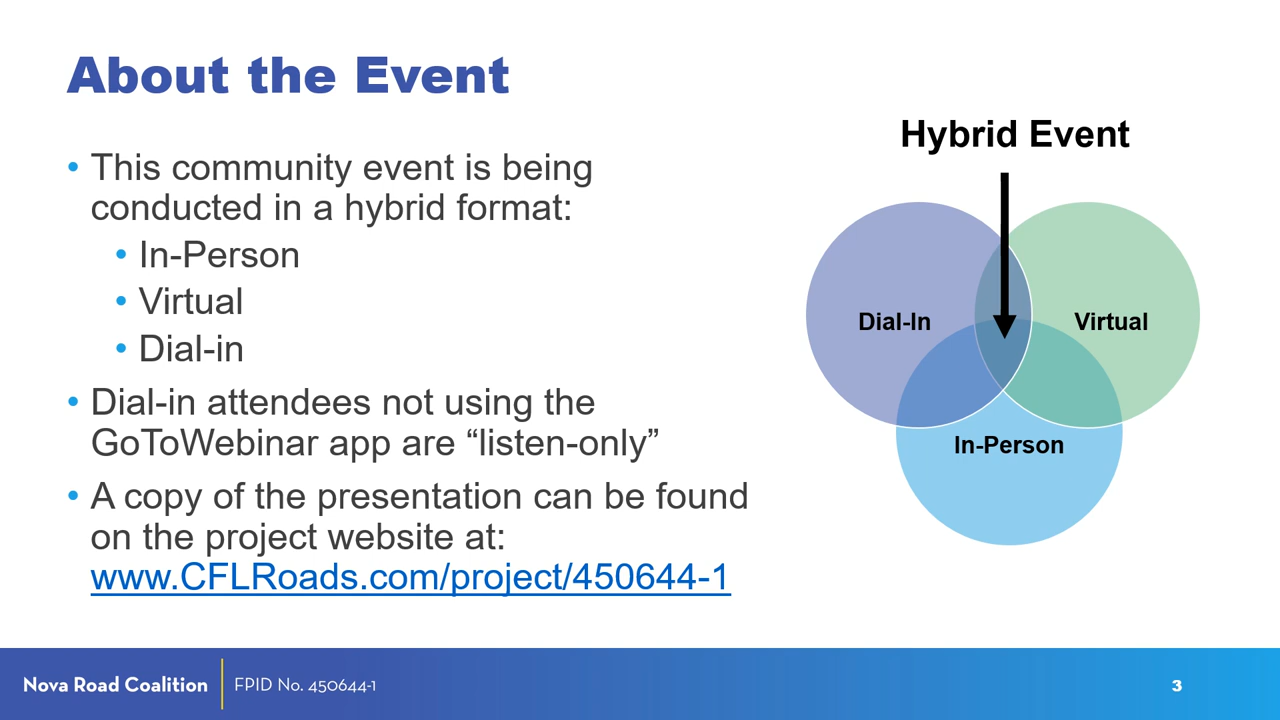 About the Event
• This community event is being
conducted in a hybrid format:
• In-Person
• Virtual
• Dial-in
• Dial-in attendees not using the
GoToWebinar app are “listen-only”
• A copy of the presentation can be found
on the project website at:
www.CFLRoads.com/project/450644-1
Hybrid Event
Dial-In
Virtual
In-Person
Nova Road Coalition
FPID No. 450644-1
3